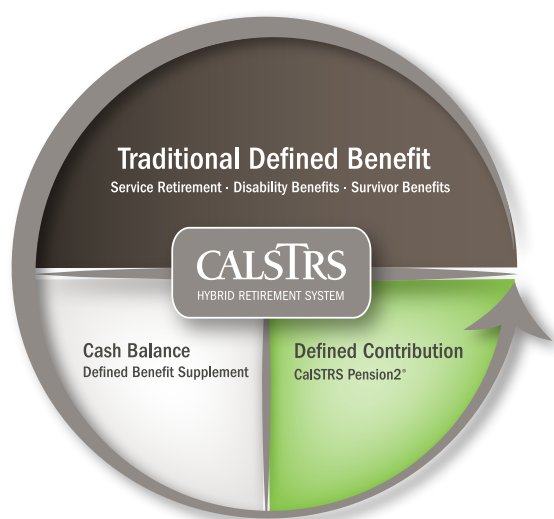 Traditional Defined Benefit
Service Retirement · Disability Benefits · Survivor Benefits
CALSTRS
HYBRID RETIREMENT SYSTEM
Cash Balance
Defined Benefit Supplement
Defined Contribution
CalSTRS Pension2®